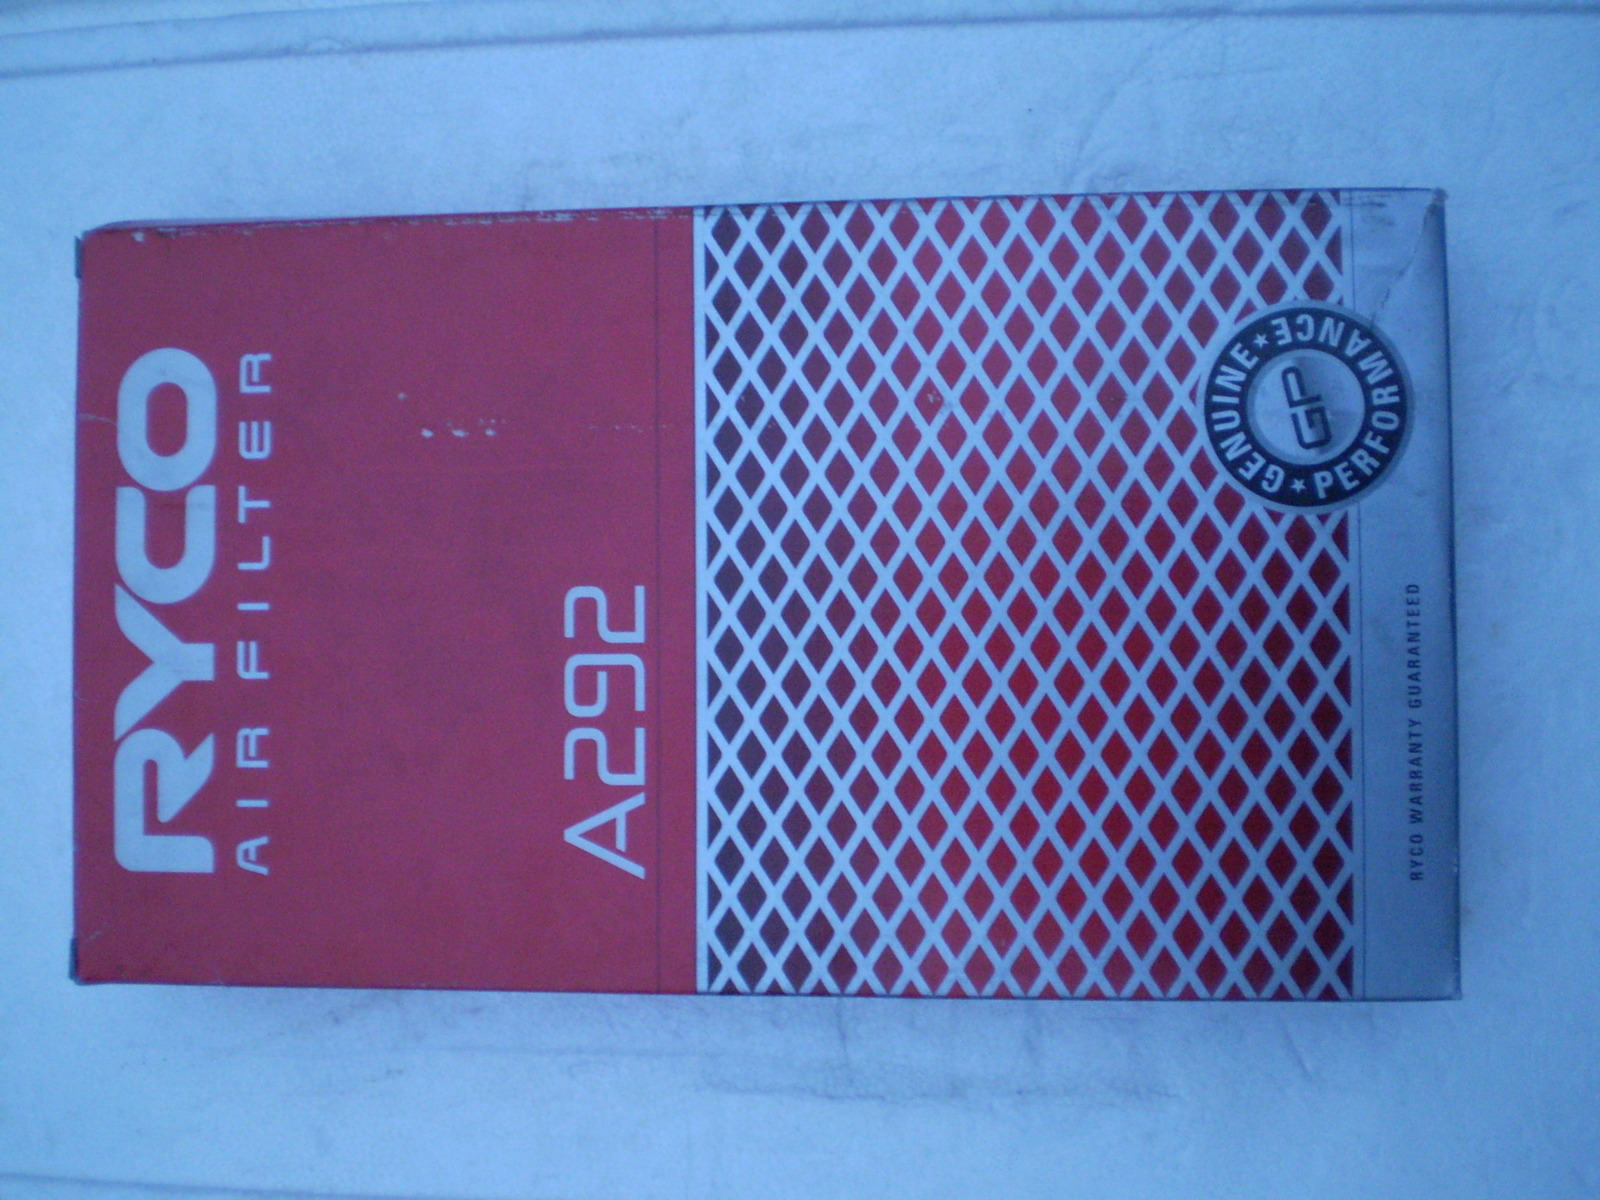 RYCO
AIR FILTER
A292
GENUINE ★ PERFORMANCE ★
GP
RYCO WARRANTY GUARANTEED